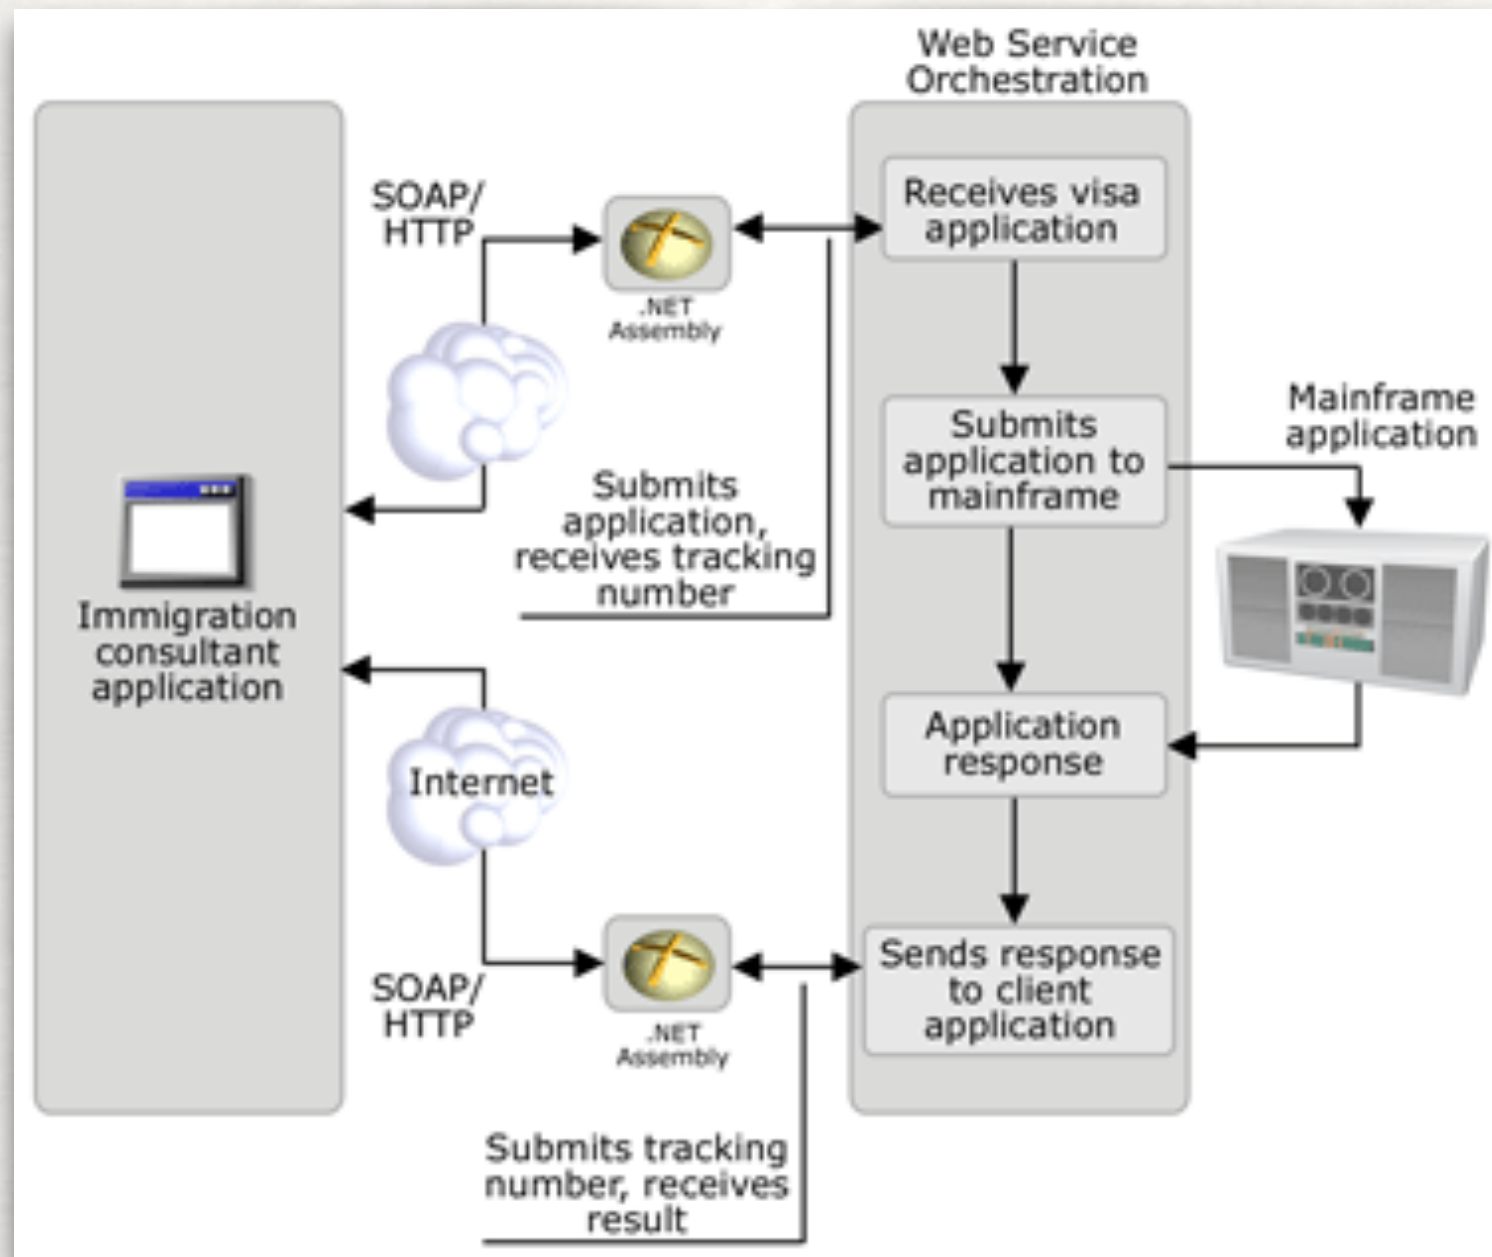 Web Service
Orchestration
SOAP/
HTTP
.NET
Assembly
Receives visa
application
Submits
application to
mainframe
Mainframe
application
Submits
application,
receives tracking
number
Immigration
consultant
application
Internet
Application
response
SOAP/
HTTP
.NET
Assembly
Sends response
to client
application
Submits tracking
number, receives
result